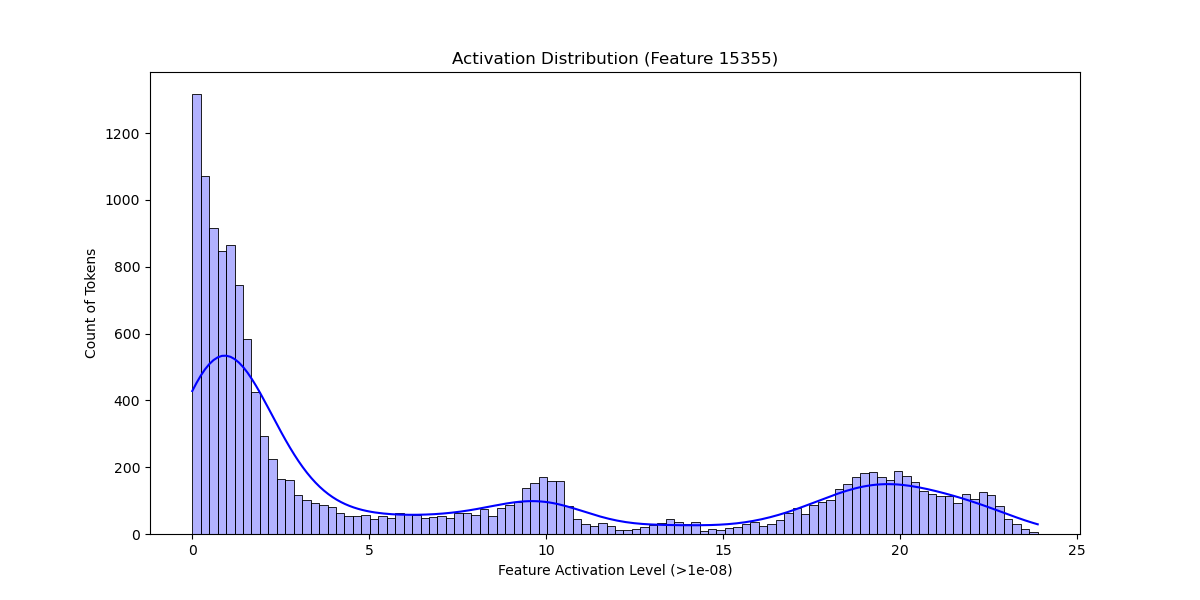 Activation Distribution (Feature 15355)
Count of Tokens
1200
1000
800
600
400
200
0
0 5 10 15 20 25
Feature Activation Level (>1e-08)